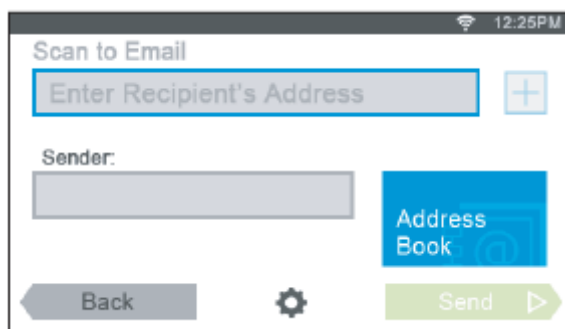 12:25PM
Scan to Email
Enter Recipient's Address
Sender:
Address
Book
Back
Send